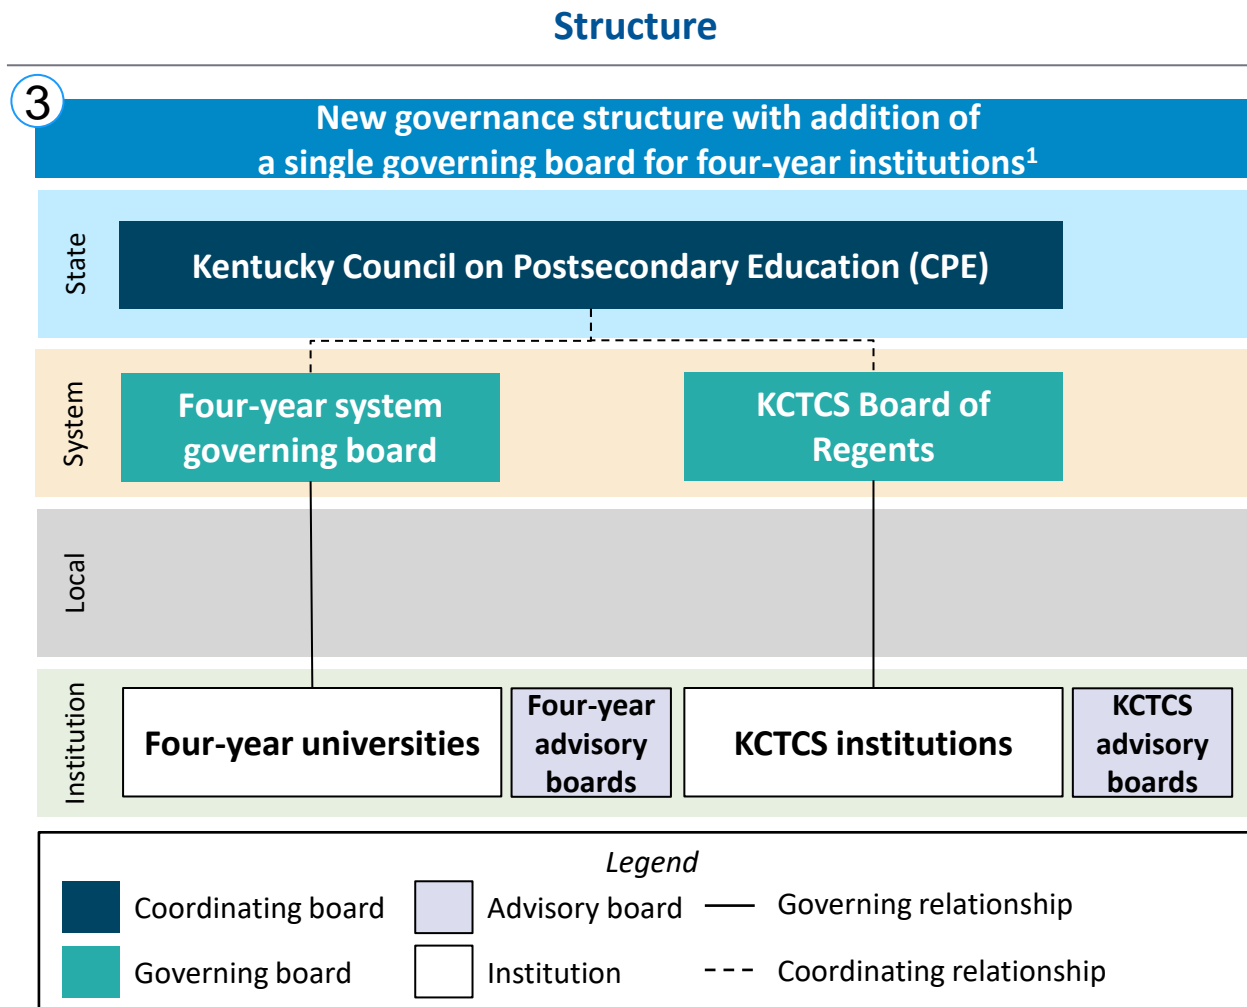 Structure
3
New governance structure with addition of
a single governing board for four-year institutions¹
State
Kentucky Council on Postsecondary Education (CPE)
System
Four-year system
governing board
KCTCS Board of
Regents
Local
Institution
Four-year universities
Four-year
advisory
boards
KCTCS institutions
KCTCS
advisory
boards
Legend
Coordinating board
Advisory board
Governing relationship
Governing board
Institution
Coordinating relationship